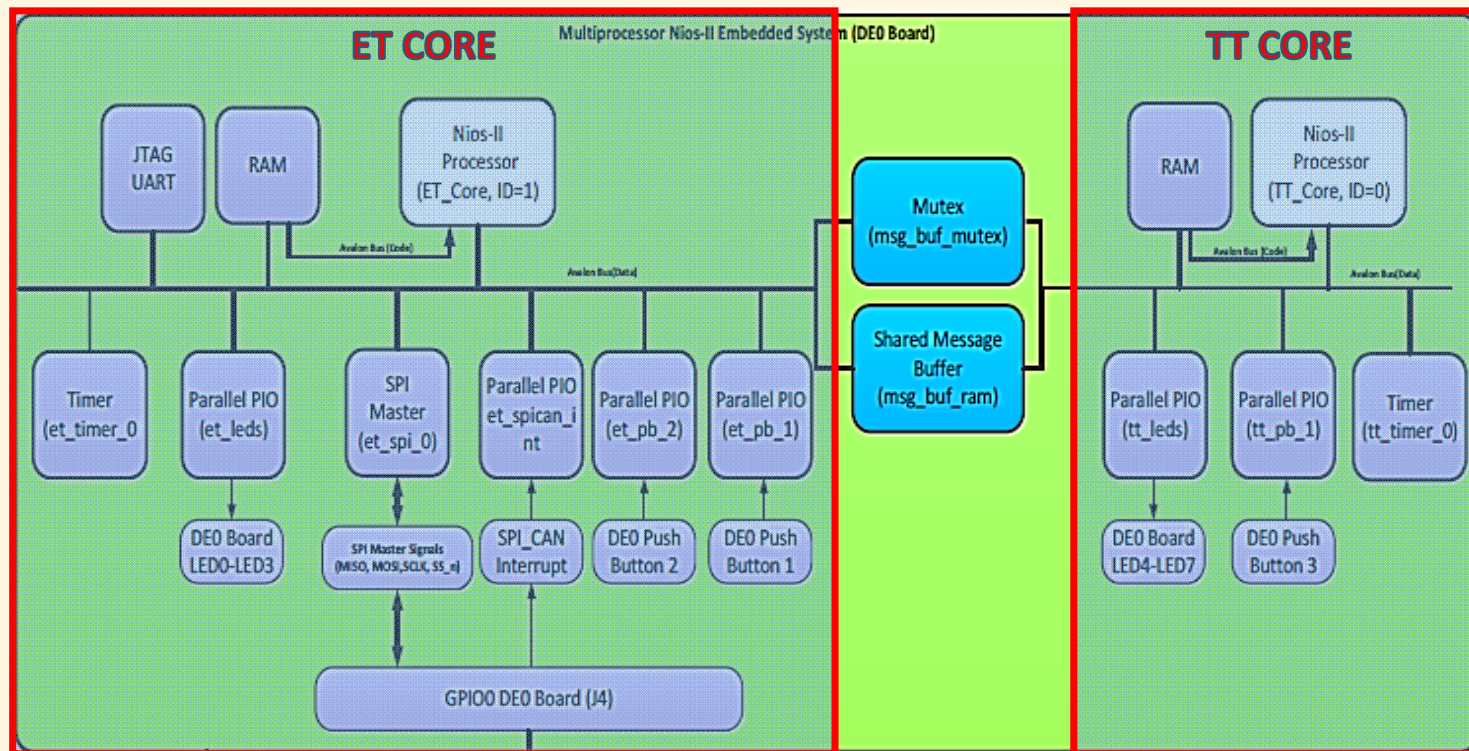 Multiprocessor Nios-II Embedded System (DE0 Board)
ET CORE
TT CORE
JTAG
UART
RAM
Nios-II
Processor
(ET_Core, ID=1)
Avalon Bus (Code)
Avalon Bus(Data)
Mutex
(msg_buf_mutex)
Shared Message
Buffer
(msg_buf_ram)
RAM
Nios-II
Processor
(TT_Core, ID=0)
Avalon Bus (Code)
Avalon Bus(Data)
Timer
(et_timer_0
Parallel PIO
(et_leds)
SPI
Master
(et_spi_0)
Parallel PIO
et_spican_i
nt
Parallel PIO
(et_pb_2)
Parallel PIO
(et_pb_1)
Parallel PIO
(tt_leds)
Parallel PIO
(tt_pb_1)
Timer
(tt_timer_0)
DE0 Board
LED0-LED3
SPI Master Signals
(MISO, MOSI,SCLK, SS_n)
SPI_CAN
Interrupt
DE0 Push
Button 2
DE0 Push
Button 1
DE0 Board
LED4-LED7
DE0 Push
Button 3
GPIO0 DE0 Board (J4)